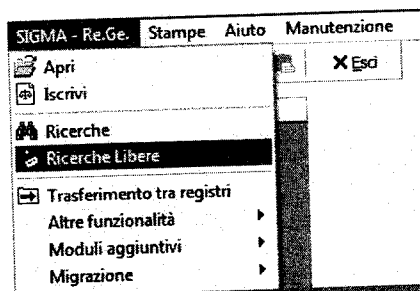 SIGMA - Re.Ge. Stampe Aiuto Manutenzione
Apri
Esci
Iscrivi
Ricerche
Ricerche Libere
Trasferimento tra registri
Altre funzionalità
Moduli aggiuntivi
Migrazione